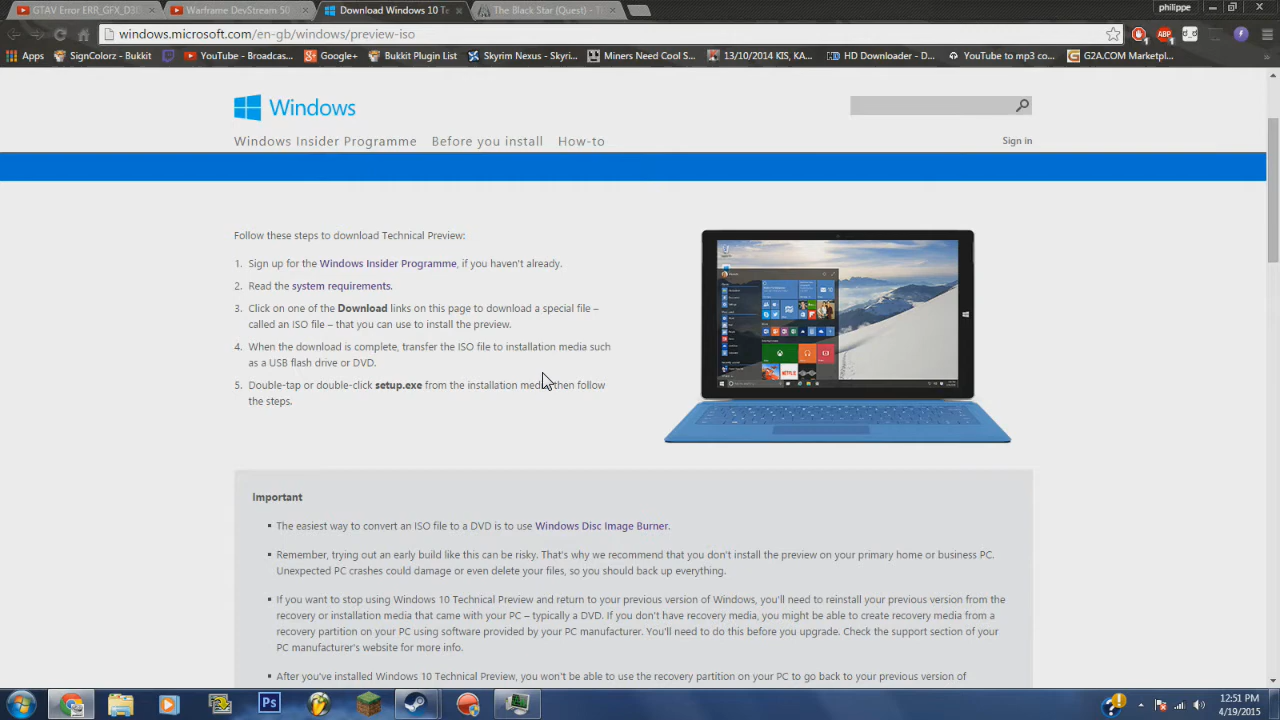 GTAV Error ERR_GFX_D3D
Warframe DevStream 50
Download Windows 10 Te
The Black Star (Quest) - Th
philippe
windows.microsoft.com/en-gb/windows/preview-iso
Apps
SignColorz - Bukkit
YouTube - Broadcas...
Google+
Bukkit Plugin List
Skyrim Nexus - Skyri...
Miners Need Cool S...
13/10/2014 KIS, KA...
HD Downloader - D...
YouTube to mp3 co...
G2A.COM Marketpl...
Windows
Windows Insider Programme Before you install How-to
Sign in
Follow these steps to download Technical Preview:
1. Sign up for the Windows Insider Programme, if you haven't already.
2. Read the system requirements.
3. Click on one of the Download links on this page to download a special file –
called an ISO file – that you can use to install the preview.
4. When the download is complete, transfer the ISO file to installation media such
as a USB flash drive or DVD.
5. Double-tap or double-click setup.exe from the installation media then follow
the steps.
Important
▪ The easiest way to convert an ISO file to a DVD is to use Windows Disc Image Burner.
▪ Remember, trying out an early build like this can be risky. That's why we recommend that you don't install the preview on your primary home or business PC.
Unexpected PC crashes could damage or even delete your files, so you should back up everything.
▪ If you want to stop using Windows 10 Technical Preview and return to your previous version of Windows, you'll need to reinstall your previous version from the
recovery or installation media that came with your PC – typically a DVD. If you don't have recovery media, you might be able to create recovery media from a
recovery partition on your PC using software provided by your PC manufacturer. You'll need to do this before you upgrade. Check the support section of your
PC manufacturer's website for more info.
▪ After you've installed Windows 10 Technical Preview, you won't be able to use the recovery partition on your PC to go back to your previous version of
Ps
12:51 PM
4/19/2015